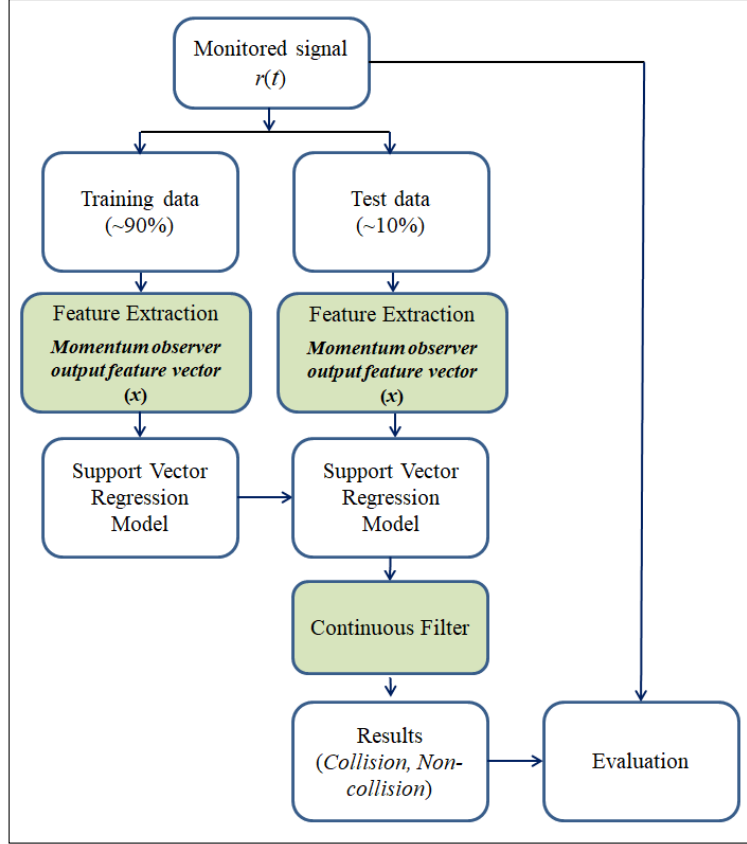 Monitored signal
r(t)
Training data
(~90%)
Test data
(~10%)
Feature Extraction
Momentum observer
output feature vector
(x)
Feature Extraction
Momentum observer
output feature vector
(x)
Support Vector
Regression
Model
Support Vector
Regression
Model
Continuous Filter
Results
(Collision, Non-
collision)
Evaluation